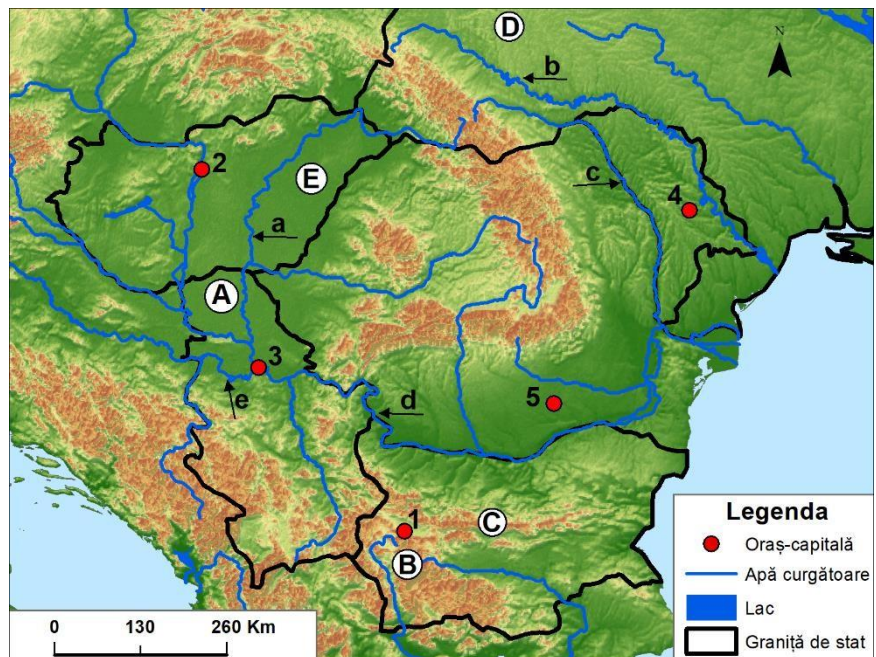 D
N
b
2
E
c
4
a
A
3
e
d
5
1
C
B
Legenda
Oraș-capitală
Apă curgătoare
Lac
Graniță de stat
0 130 260 Km